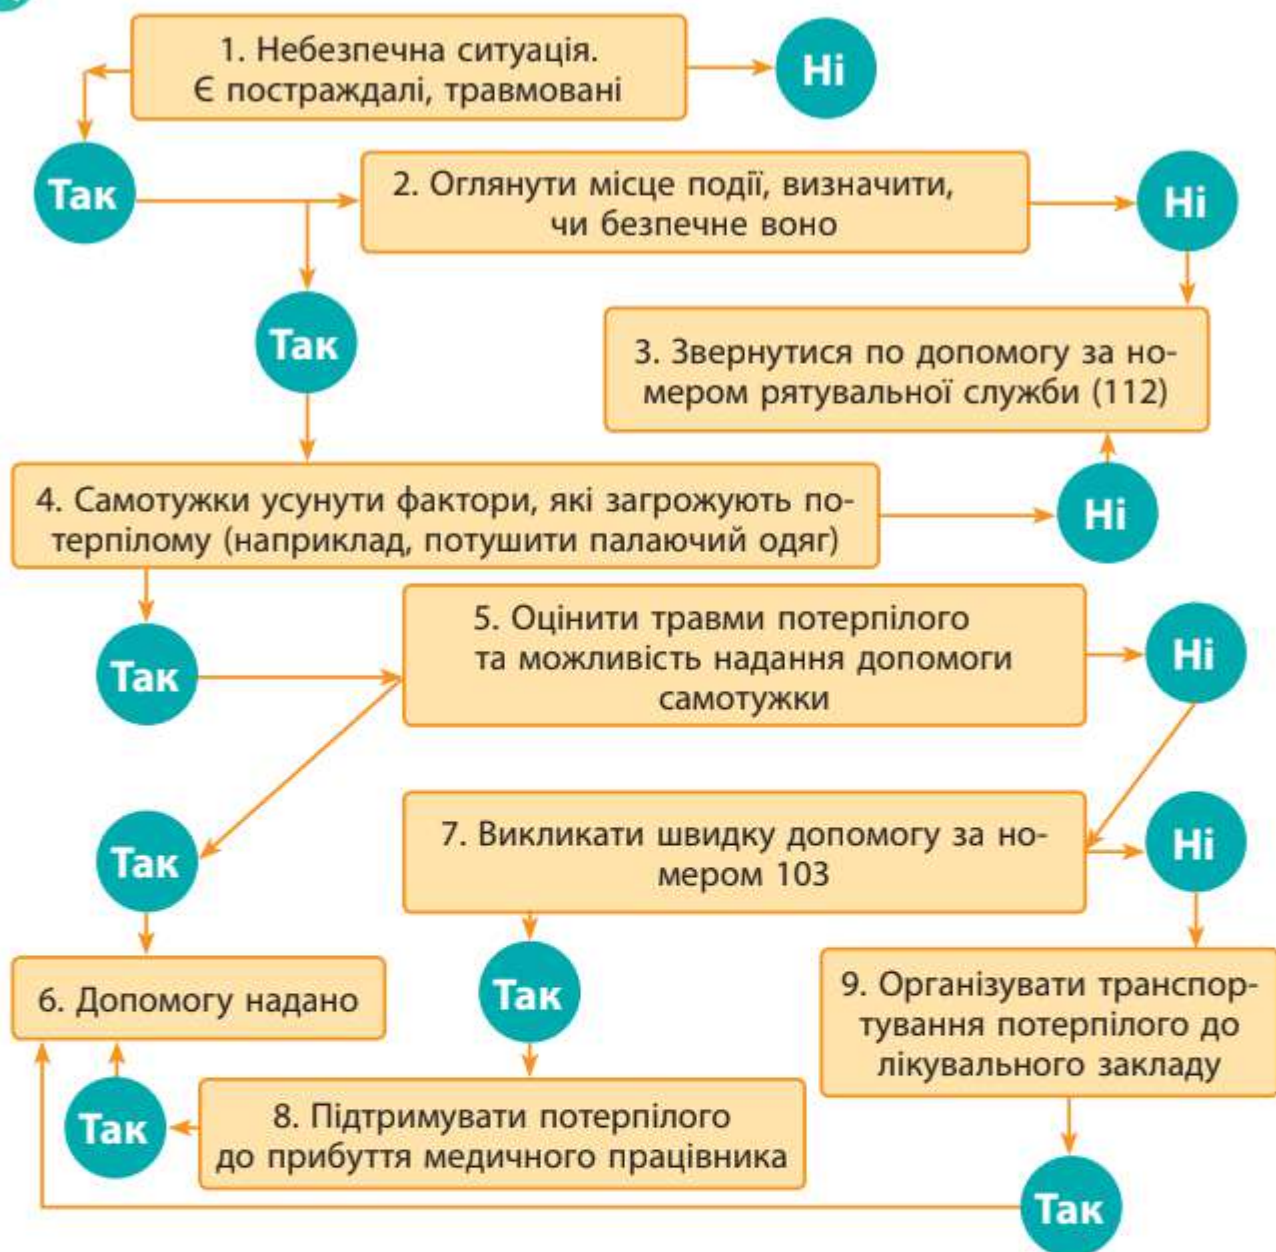 1. Небезпечна ситуація.
Є постраждалі, травмовані
Ні
Так
2. Оглянути місце події, визначити,
чи безпечне воно
Ні
Так
3. Звернутися по допомогу за но-
мером рятувальної служби (112)
4. Самотужки усунути фактори, які загрожують по-
терпілому (наприклад, потушити палаючий одяг)
Ні
Так
5. Оцінити травми потерпілого
та можливість надання допомоги
самотужки
Ні
Так
7. Викликати швидку допомогу за но-
мером 103
Ні
6. Допомогу надано
Так
9. Організувати транспор-
тування потерпілого до
лікувального закладу
Так
8. Підтримувати потерпілого
до прибуття медичного працівника
Так